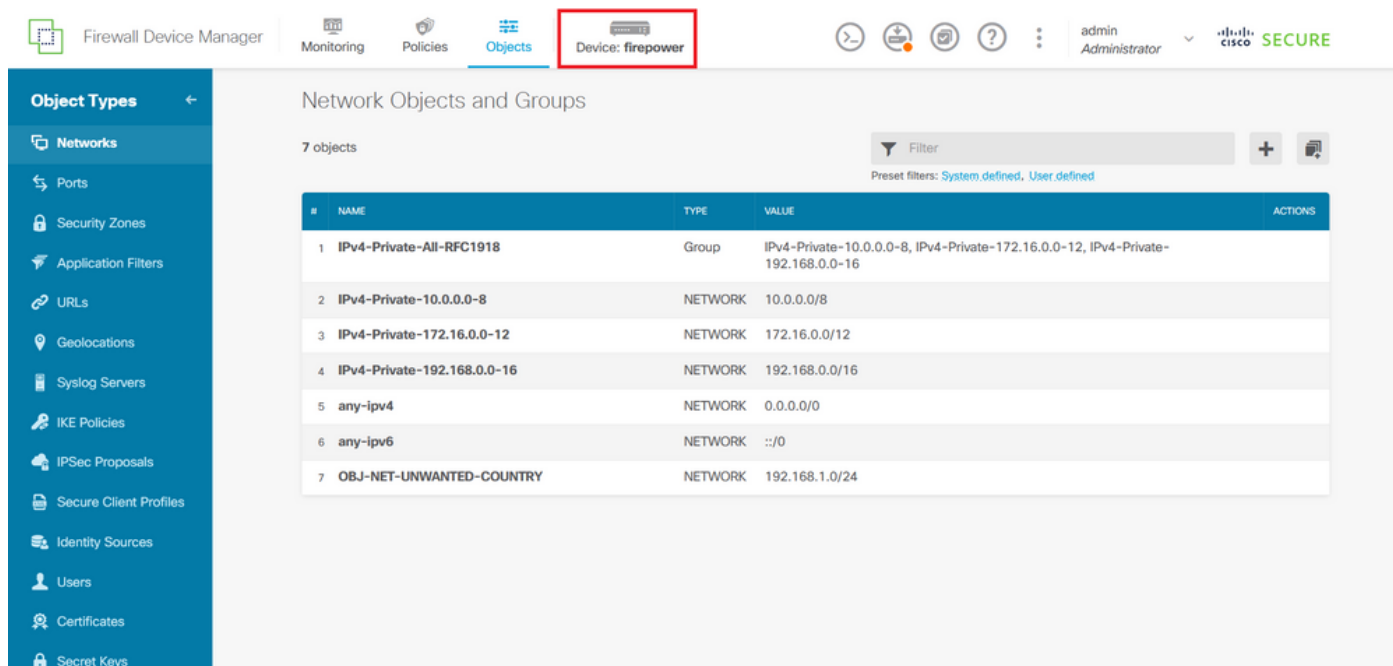 Firewall Device Manager
Monitoring
Policies
Objects
Device: firepower
admin
Administrator
cisco SECURE
Object Types
Networks
Ports
Security Zones
Application Filters
URLs
Geolocations
Syslog Servers
IKE Policies
IPSec Proposals
Secure Client Profiles
Identity Sources
Users
Certificates
Secret Keys
Network Objects and Groups
7 objects
Filter
Preset filters: System defined, User defined
# NAME TYPE VALUE ACTIONS
1 IPv4-Private-All-RFC1918 Group IPv4-Private-10.0.0.0-8, IPv4-Private-172.16.0.0-12, IPv4-Private-
192.168.0.0-16
2 IPv4-Private-10.0.0.0-8 NETWORK 10.0.0.0/8
3 IPv4-Private-172.16.0.0-12 NETWORK 172.16.0.0/12
4 IPv4-Private-192.168.0.0-16 NETWORK 192.168.0.0/16
5 any-ipv4 NETWORK 0.0.0.0/0
6 any-ipv6 NETWORK ::/0
7 OBJ-NET-UNWANTED-COUNTRY NETWORK 192.168.1.0/24